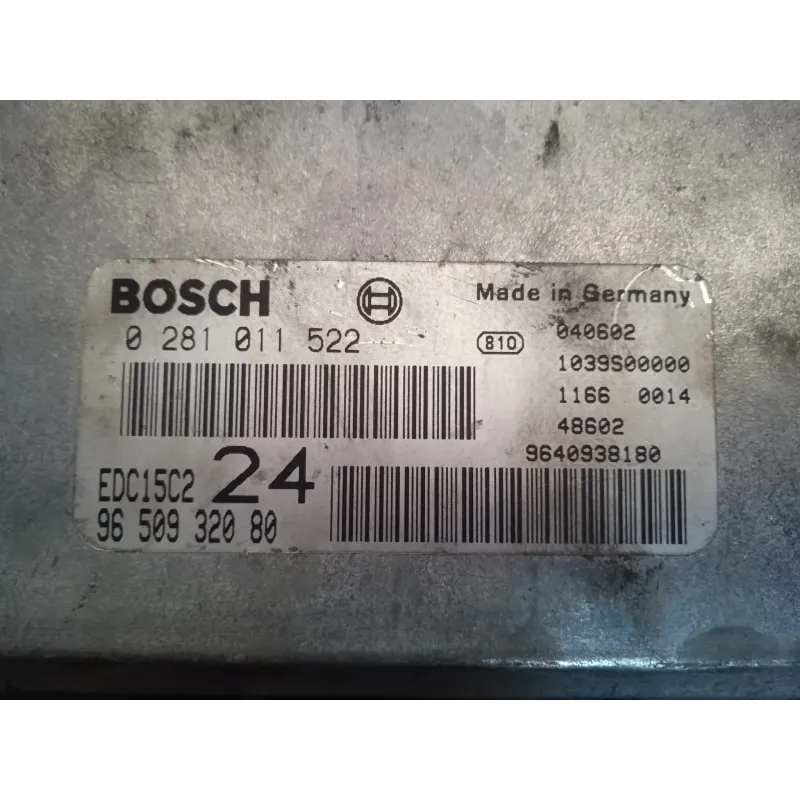 BOSCH
Made in Germany
0 281 011 522
810
040602
1039S00000
1166 0014
48602
9640938180
EDC15C2 24
96 509 320 80